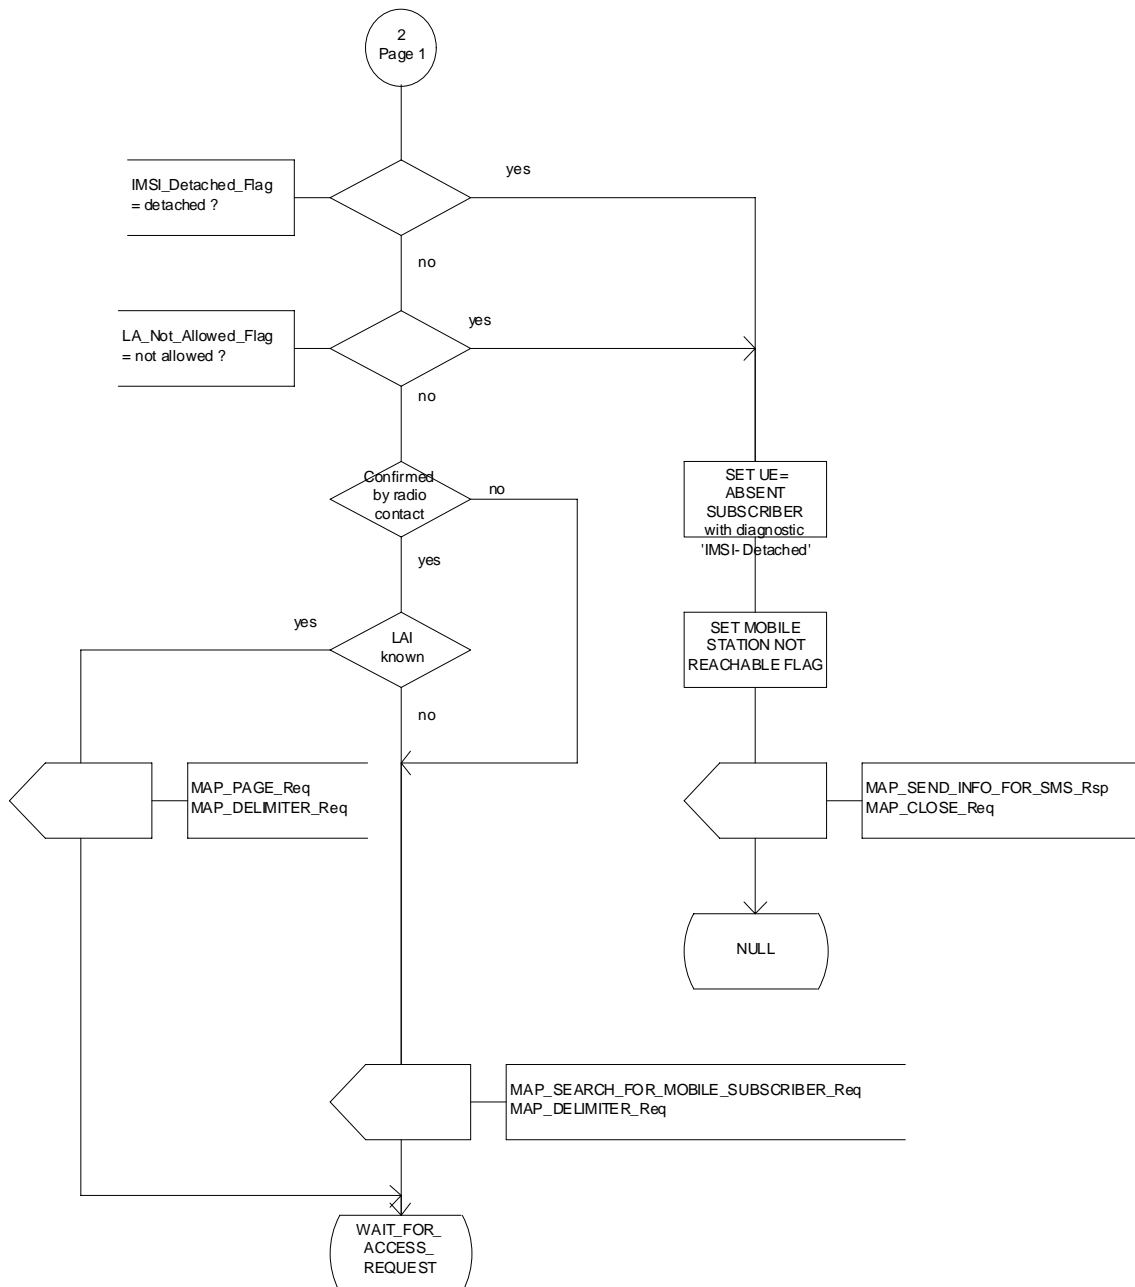 2
Page 1
yes
IMSI_Detached_Flag
= detached ?
no
yes
LA_Not_Allowed_Flag
= not allowed ?
no
Confirmed
by radio
contact
no
SET UE=
ABSENT
SUBSCRIBER
with diagnostic
'IMSI-Detached'
yes
yes
LAI
known
SET MOBILE
STATION NOT
REACHABLE FLAG
no
MAP_PAGE_Req
MAP_DELIMITER_Req
MAP_SEND_INFO_FOR_SMS_Rsp
MAP_CLOSE_Req
NULL
MAP_SEARCH_FOR_MOBILE_SUBSCRIBER_Req
MAP_DELIMITER_Req
WAIT_FOR_
ACCESS_
REQUEST